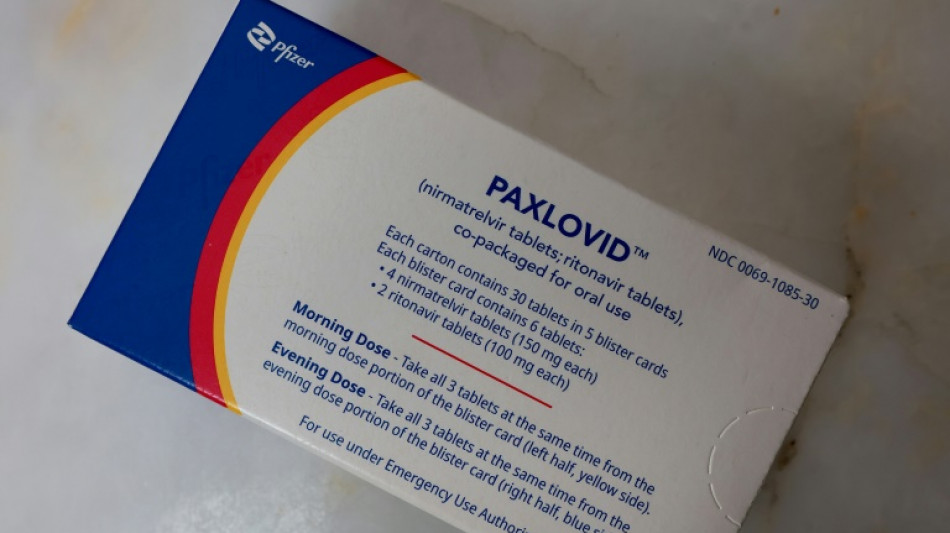 Pfizer
PAXLOVID™
(nirmatrelvir tablets; ritonavir tablets),
co-packaged for oral use
NDC 0069-1085-30
Each carton contains 30 tablets in 5 blister cards
Each blister card contains 6 tablets:
• 4 nirmatrelvir tablets (150 mg each)
• 2 ritonavir tablets (100 mg each)
Morning Dose - Take all 3 tablets at the same time from the
morning dose portion of the blister card (left half, yellow side).
Evening Dose - Take all 3 tablets at the same time from the
evening dose portion of the blister card (right half, blue
For use under Emergency Use